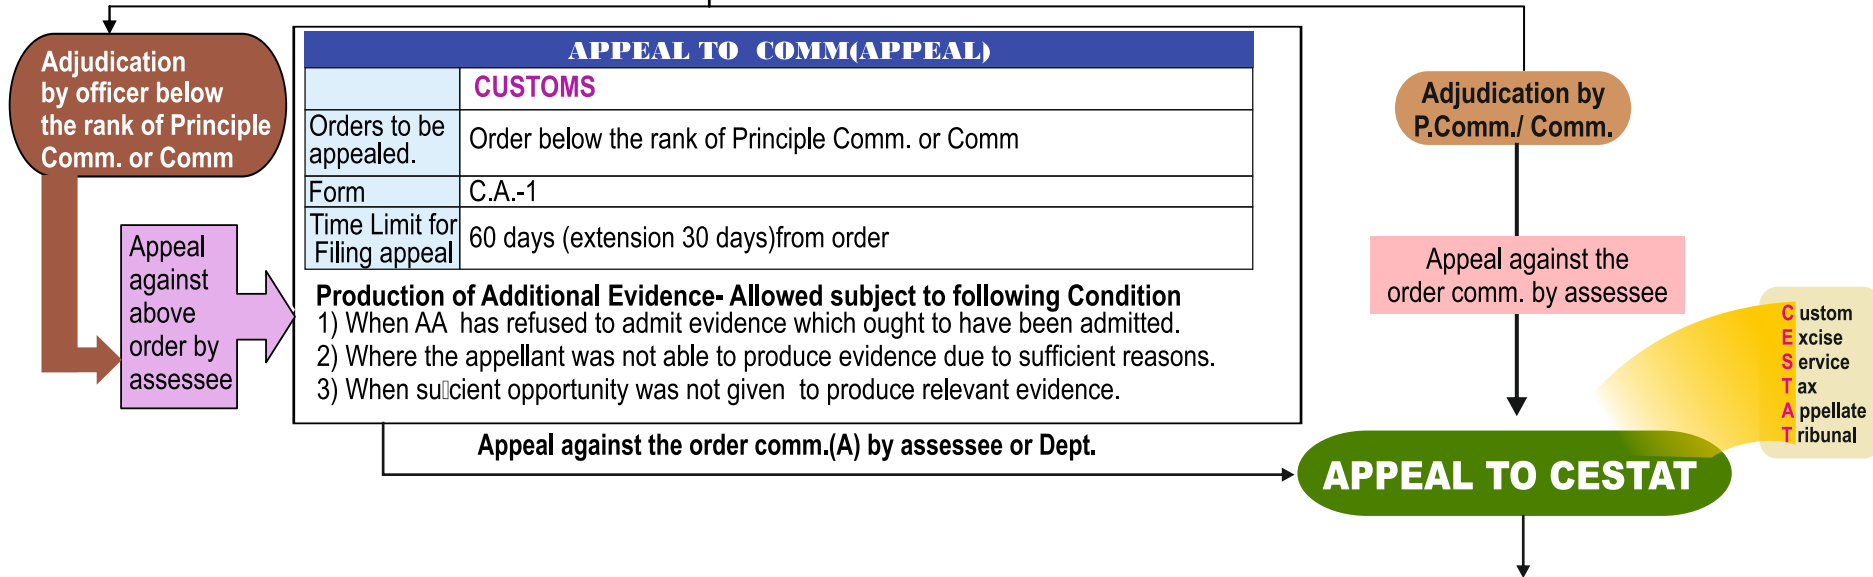 Adjudication
by officer below
the rank of Principle
Comm. or Comm
Appeal
against
above
order by
assessee
APPEAL TO COMM(APPEAL)
CUSTOMS
Orders to be
appealed.
Order below the rank of Principle Comm. or Comm
Form
C.A.-1
Time Limit for
Filing appeal
60 days (extension 30 days)from order
Production of Additional Evidence- Allowed subject to following Condition
1) When AA has refused to admit evidence which ought to have been admitted.
2) Where the appellant was not able to produce evidence due to sufficient reasons.
3) When su▯cient opportunity was not given to produce relevant evidence.
Appeal against the order comm.(A) by assessee or Dept.
Adjudication by
P.Comm./ Comm.
Appeal against the
order comm. by assessee
Custom
Excise
Service
Tax
Appellate
Tribunal
APPEAL TO CESTAT